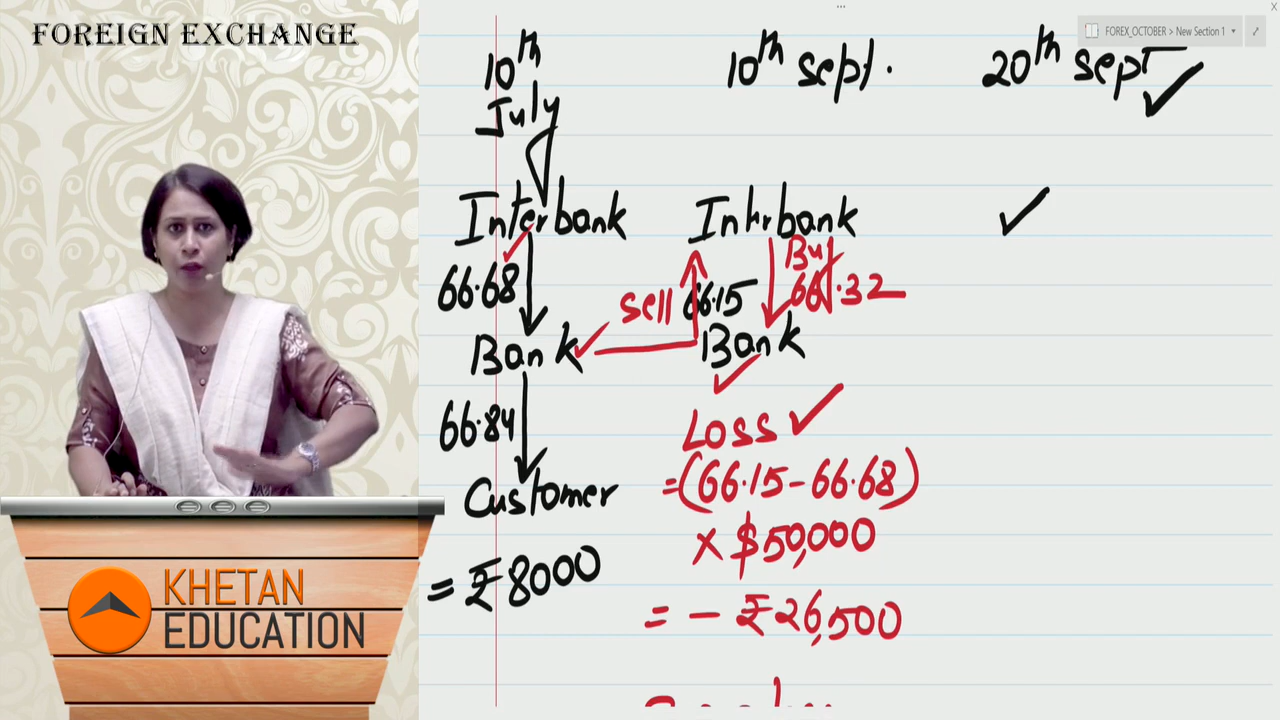 FOREIGN EXCHANGE
FOREX_OCTOBER > New Section 1
10th July
10th sept.
20th sept
Interbank
66.68
Bank
66.84
Customer
= ₹8000
Interbank
Buy
66.32
sell
66.15
Bank
Loss
=(66.15-66.68)
× $50,000
= - ₹26,500
KHETAN
EDUCATION